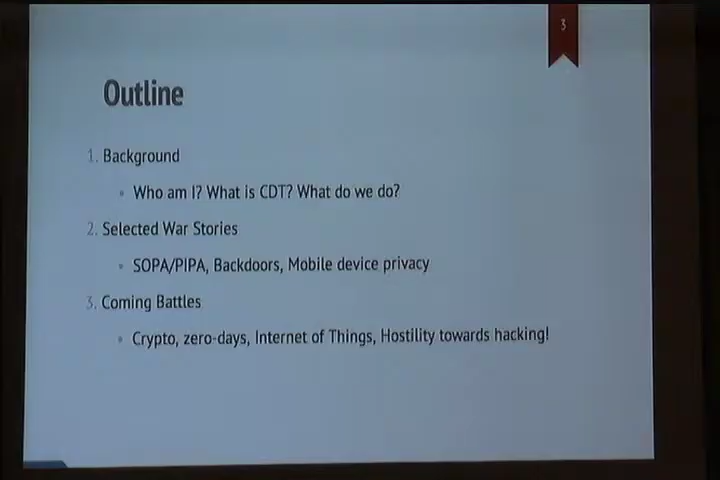 3
Outline
1. Background
Who am I? What is CDT? What do we do?
2. Selected War Stories
SOPA/PIPA, Backdoors, Mobile device privacy
3. Coming Battles
Crypto, zero-days, Internet of Things, Hostility towards hacking!